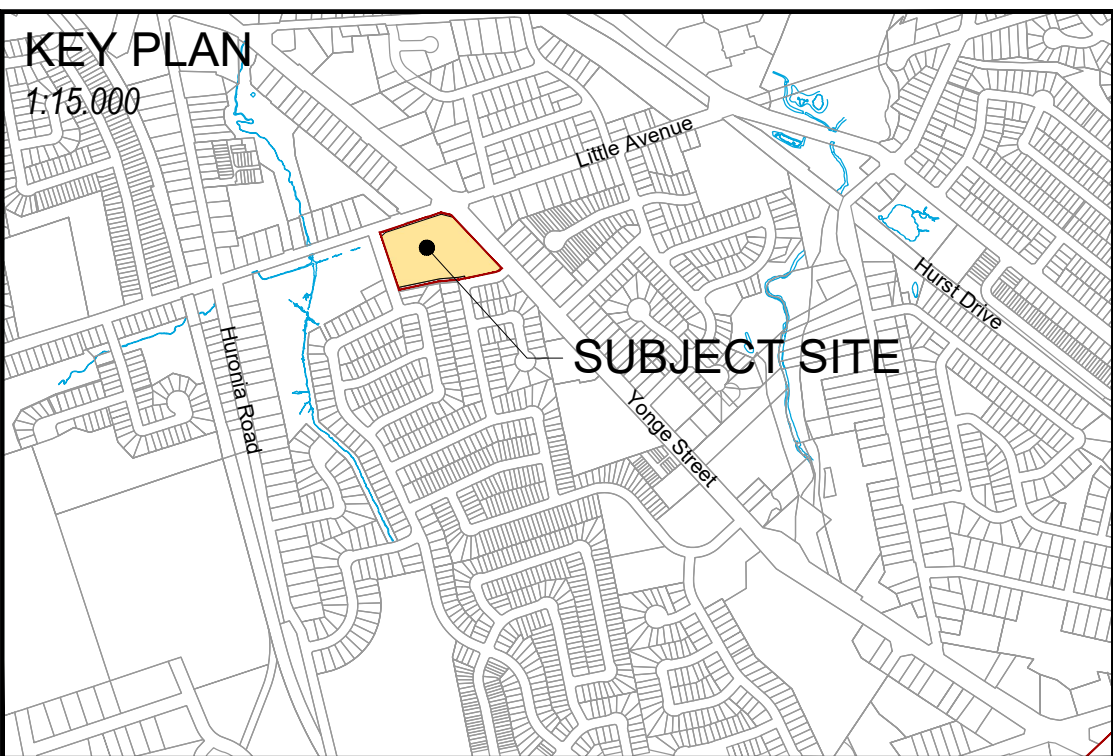 KEY PLAN
1:15,000
Little Avenue
Hurst Drive
SUBJECT SITE
Huronia Road
Yonge Street